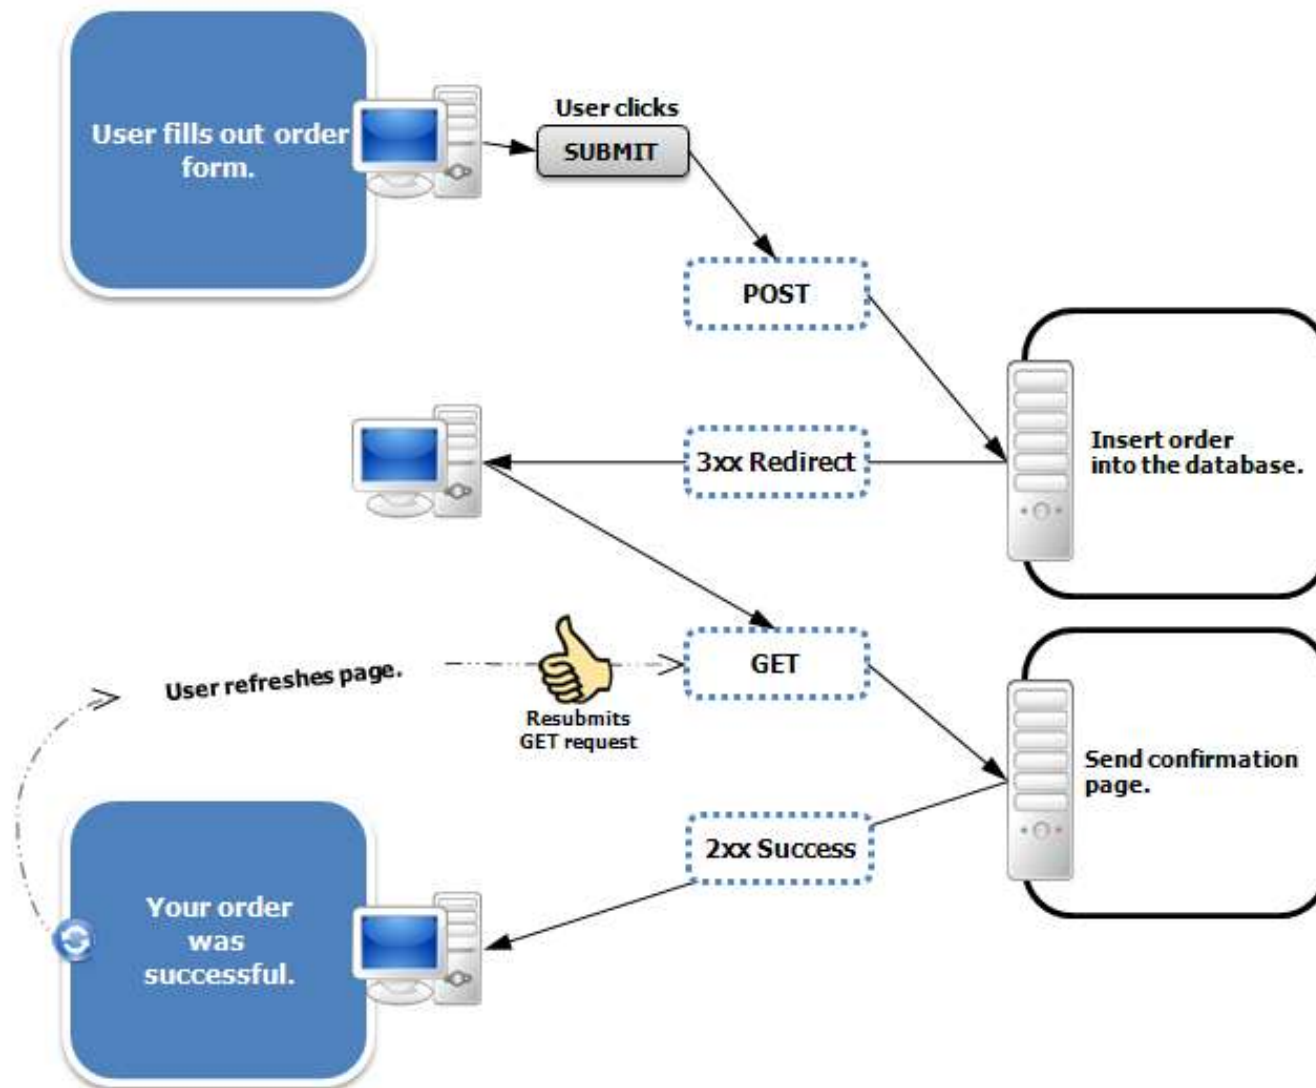 User fills out order
form.
User clicks
SUBMIT
POST
3xx Redirect
Insert order
into the database.
User refreshes page.
Resubmits
GET request
GET
Send confirmation
page.
2xx Success
Your order
was
successful.